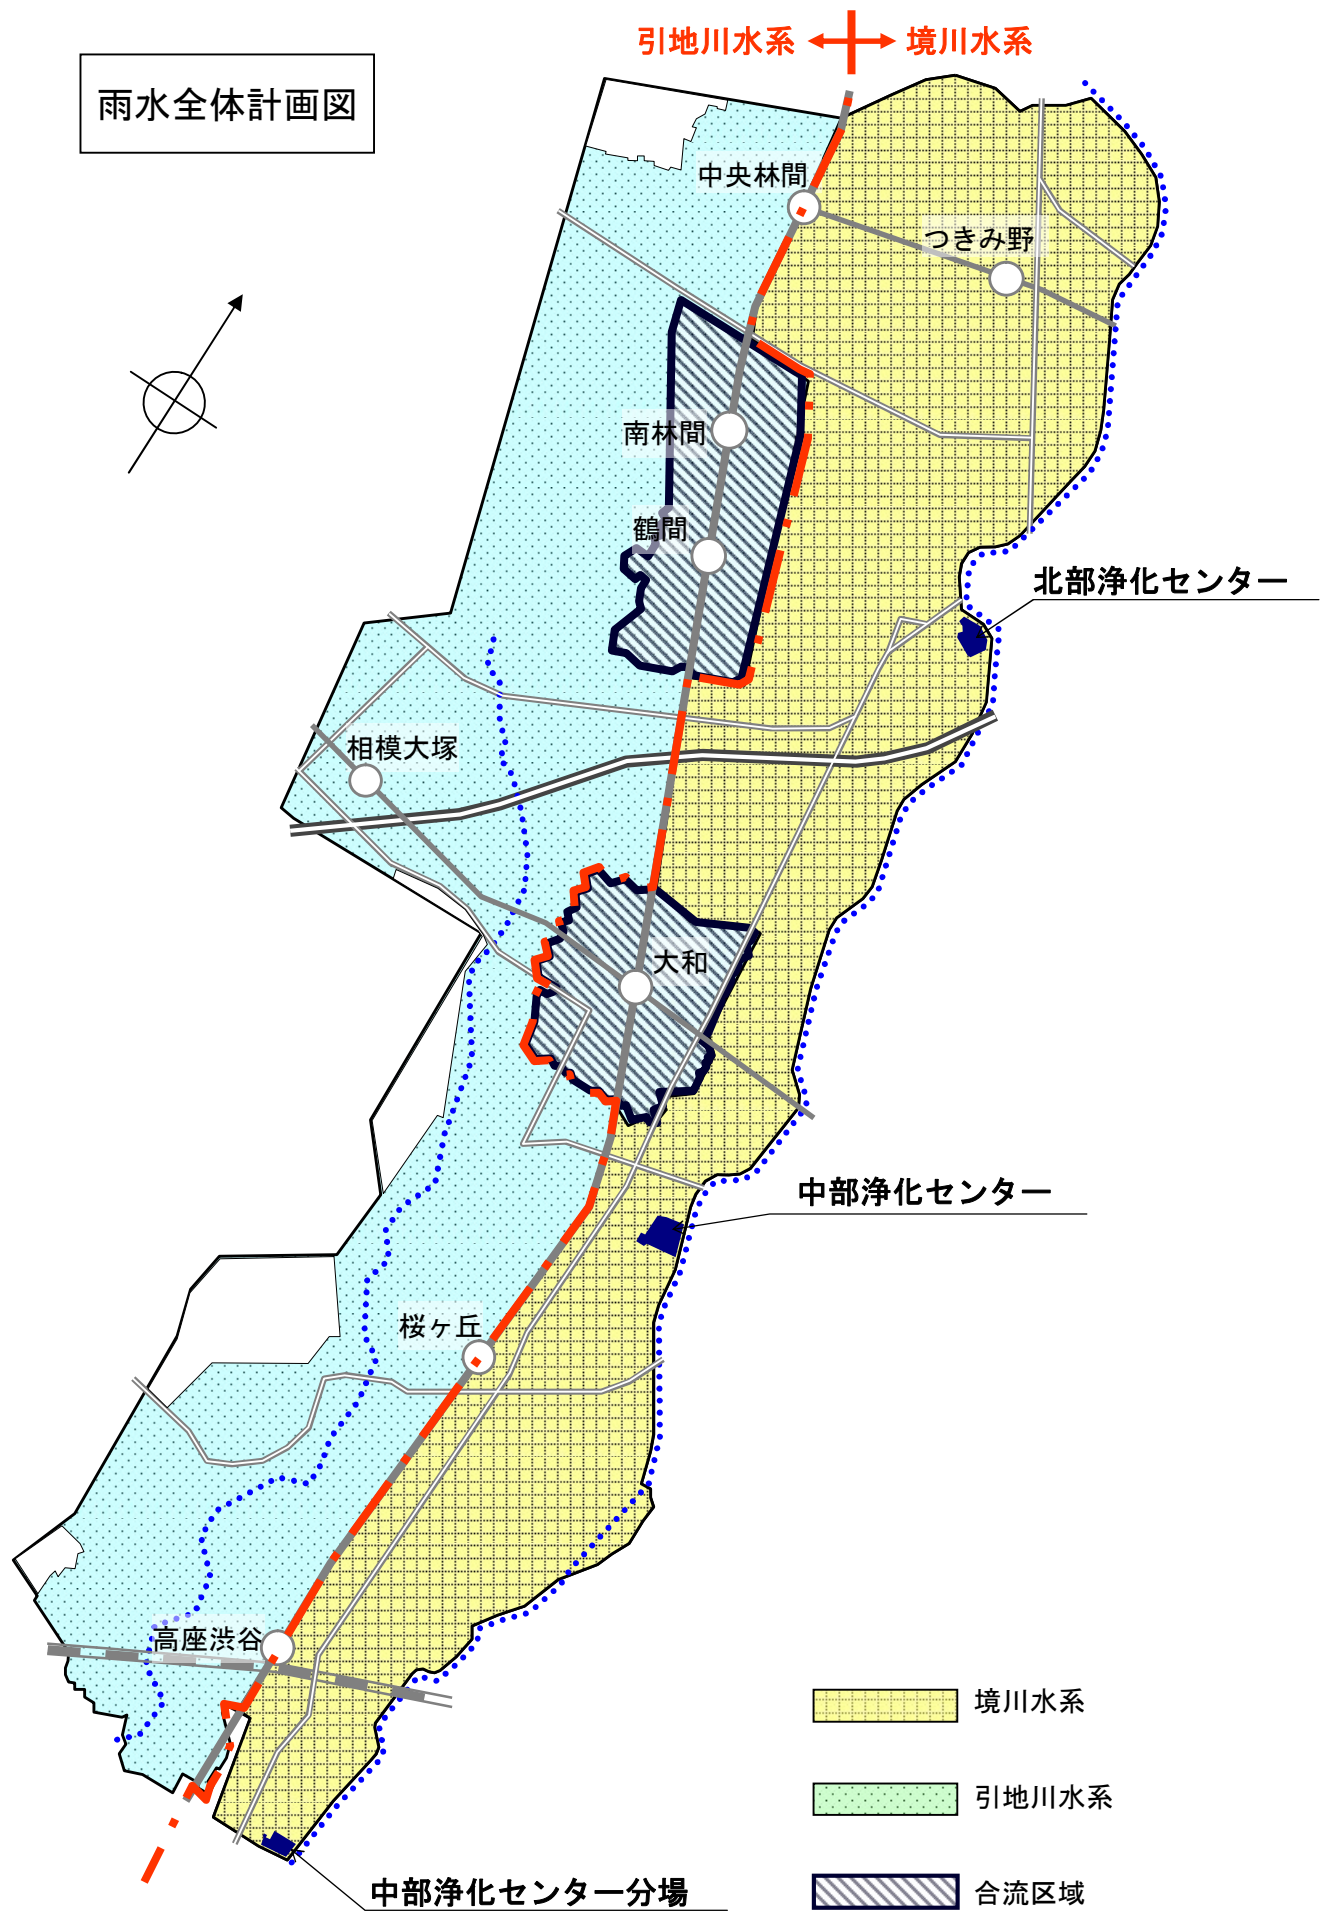 引地川水系
境川水系
雨水全体計画図
中央林間
つきみ野
南林間
鶴間
北部浄化センター
相模大塚
大和
中部浄化センター
桜ヶ丘
高座渋谷
境川水系
引地川水系
中部浄化センター分場
合流区域